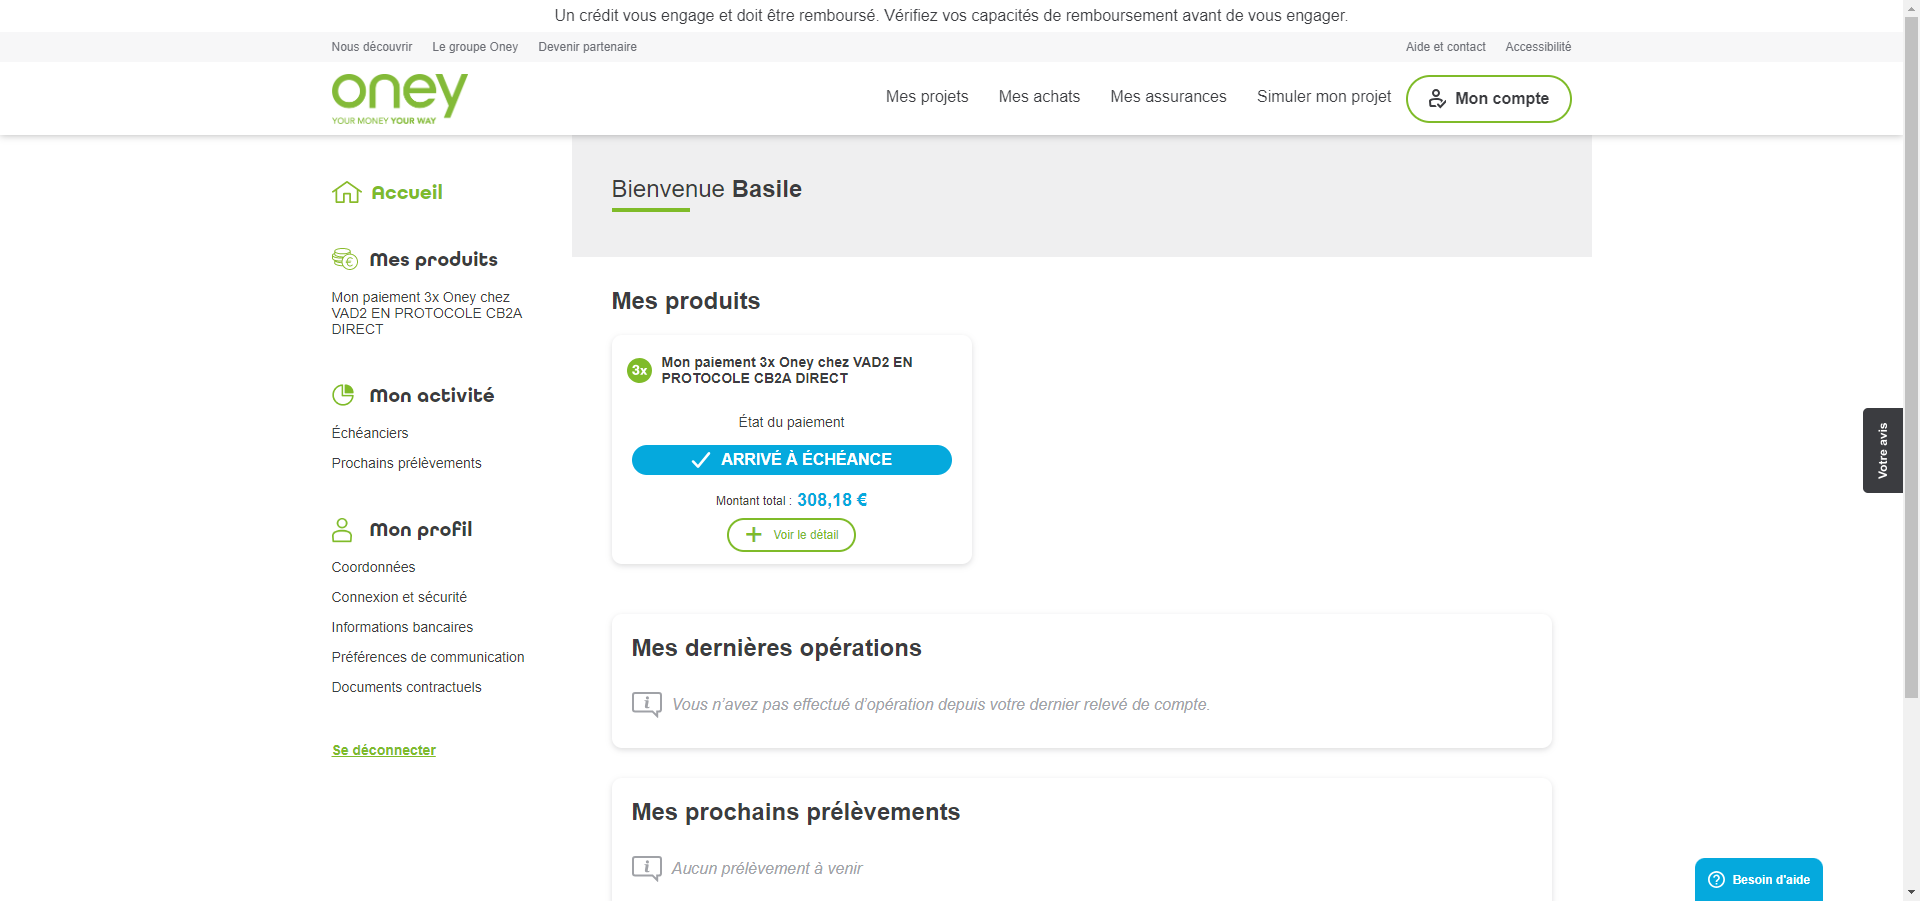 Un crédit vous engage et doit être remboursé. Vérifiez vos capacités de remboursement avant de vous engager.
Nous découvrir
Le groupe Oney
Devenir partenaire
Aide et contact
Accessibilité
oney
YOUR MONEY YOUR WAY
Mes projets
Mes achats
Mes assurances
Simuler mon projet
Mon compte
Accueil
Mes produits
Mon paiement 3x Oney chez
VAD2 EN PROTOCOLE CB2A
DIRECT
Mon activité
Échéanciers
Prochains prélèvements
Mon profil
Coordonnées
Connexion et sécurité
Informations bancaires
Préférences de communication
Documents contractuels
Se déconnecter
Bienvenue Basile
Mes produits
3x
Mon paiement 3x Oney chez VAD2 EN
PROTOCOLE CB2A DIRECT
État du paiement
ARRIVÉ À ÉCHÉANCE
Montant total : 308,18 €
Voir le détail
Mes dernières opérations
Vous n'avez pas effectué d'opération depuis votre dernier relevé de compte.
Mes prochains prélèvements
Aucun prélèvement à venir
Votre avis
Besoin d'aide